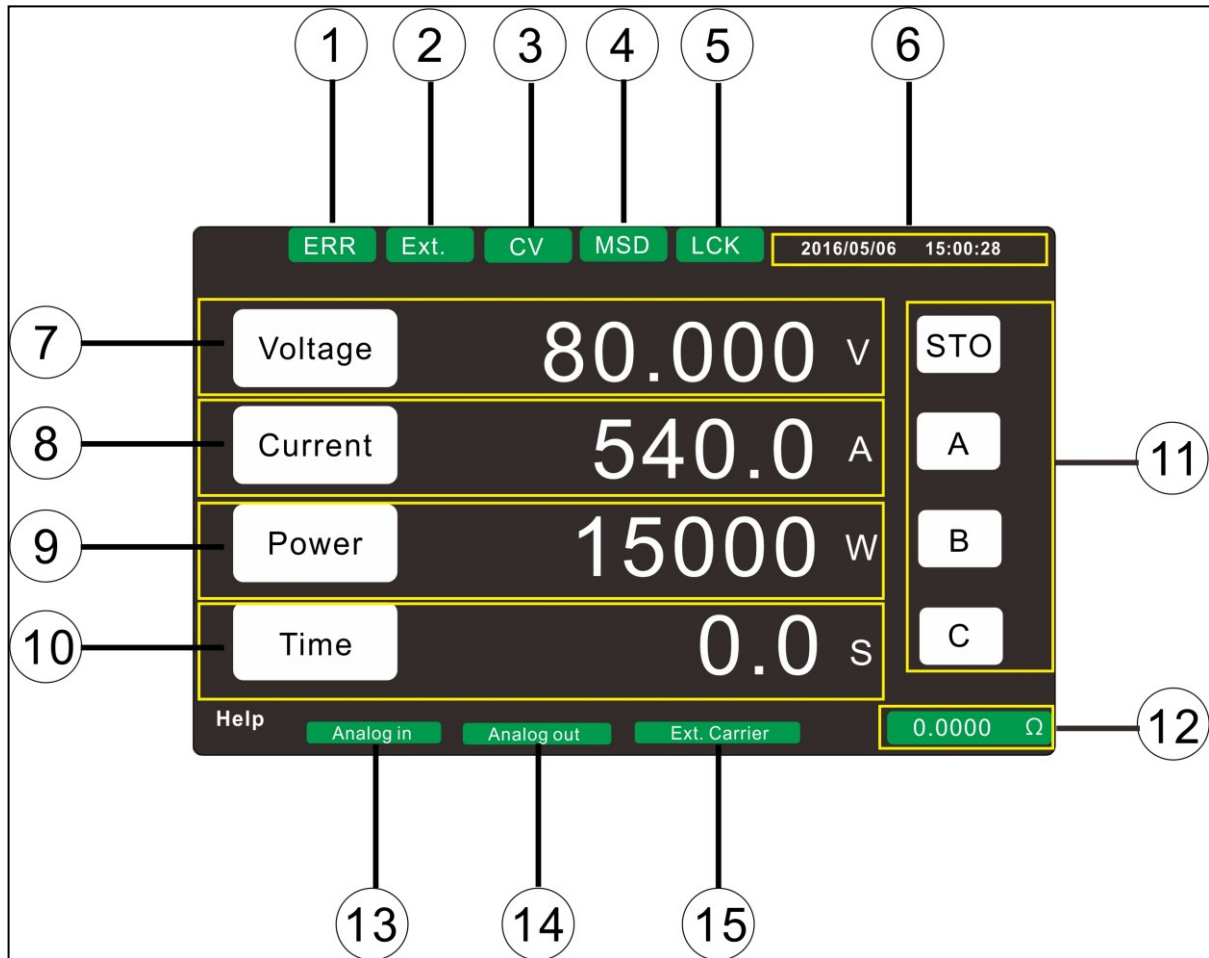 1 2 3 4 5 6
ERR Ext. CV MSD LCK 2016/05/06 15:00:28
7 Voltage 80.000 V STO
8 Current 540.0 A A
11
9 Power 15000 W B
10 Time 0.0 S C
Help Analog in Analog out Ext. Carrier 0.0000 Ω 12
13 14 15